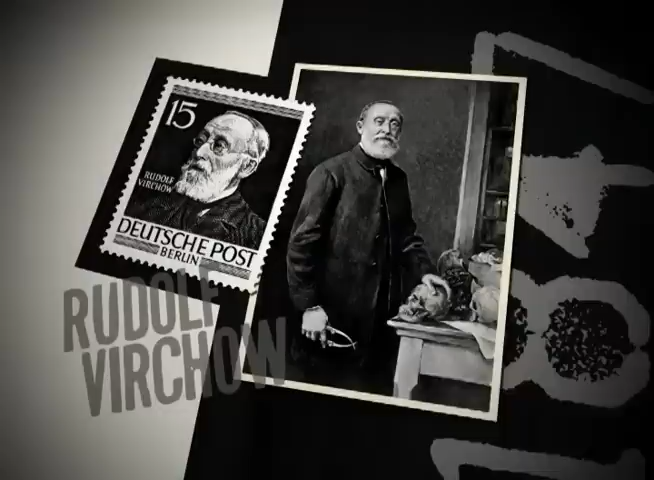 15
RUDOLF
VIRCHOW
DEUTSCHE POST
BERLIN
RUDOLF
VIRCHOW